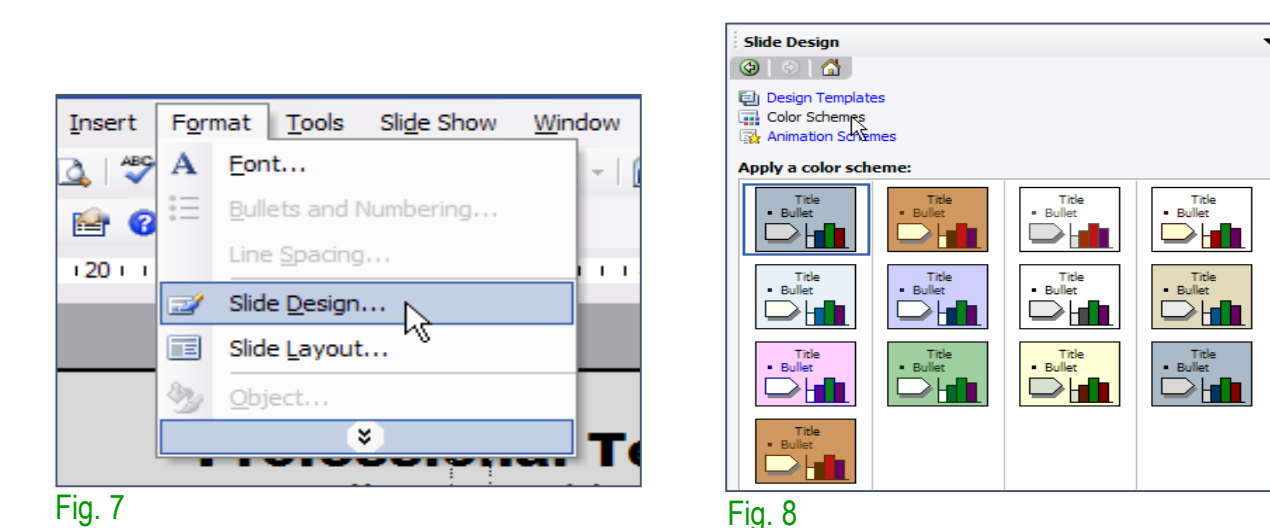 Insert Format Tools Slide Show Window
ABC
Font...
Bullets and Numbering...
Line Spacing...
20
Slide Design...
Slide Layout...
Object...
Fig. 7
Slide Design
Design Templates
Color Schemes
Animation Schemes
Apply a color scheme:
Title Title Title Title
Bullet Bullet Bullet Bullet
Title Title Title Title
Bullet Bullet Bullet Bullet
Title Title Title Title
Bullet Bullet Bullet Bullet
Title
Bullet
Fig. 8